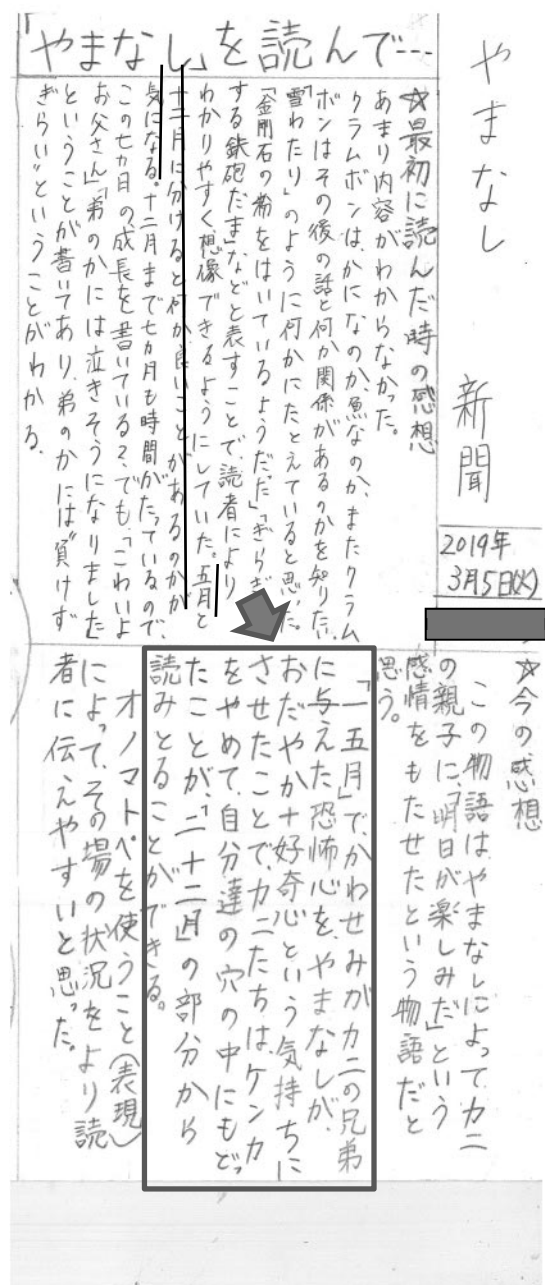 やまなし 新聞
2019年
3月5日(火)
「やまなし」を読んで…
☆最初に読んだ時の感想
あまり内容がわからなかった。
クラムボンは、かになのか、魚なのか、またクラム
ボンはその後の話と何か関係があるのかを知りたい
「雪わたり」のように何かにたとえていると思った。
「金剛石の霧をはいているようだった」「ぎらぎら
する鉄砲だま」などと表すことで、読者により
わかりやすく、想像できるようにしていた。五月と
十二月に分けると何か良いことがあるのかが
気になる。十二月まで七カ月も時間がたっているので、
この七カ月の成長を書いている?、でも、「こわいよ
お父さん」「弟のかには泣きそうになりました」
ということが書いてあり、弟のかには"負けず
ぎらい"ということがわかる。
☆今の感想
この物語はやまなしによってカニ
の親子に、「明日が楽しみだ」という
感情をもたせたという物語だと
思う。
「一五月」で、かわせみがカニの兄弟
に与えた恐怖心を、やまなしが、
おだやか+好奇心という気持ちに
させたことで、カニたちは、ケンカ
をやめて、自分達の穴の中にもどっ
たことが、「二十二月」の部分から
読みとることができる。
オノマトペを使うこと(表現)
によって、その場の状況をより読
者に伝えやすいと思った。